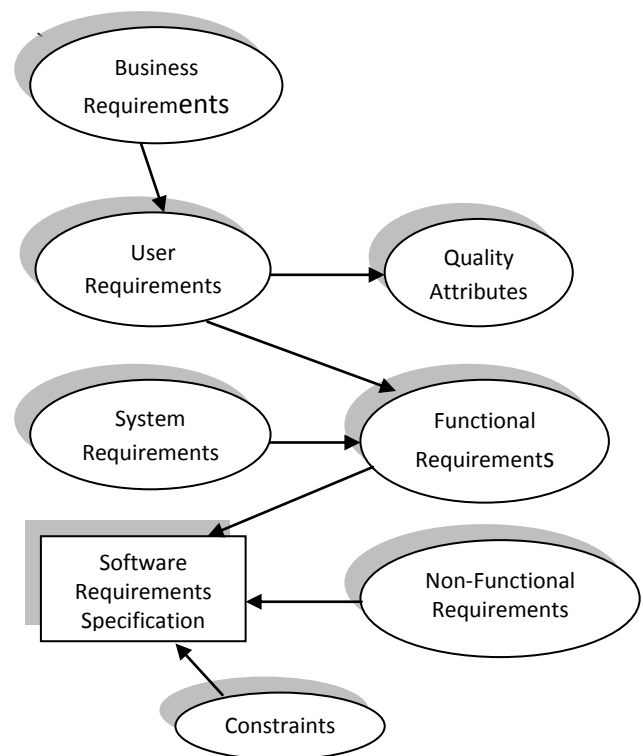 Business
Requirements
User
Requirements
Quality
Attributes
System
Requirements
Functional
Requirements
Software
Requirements
Specification
Non-Functional
Requirements
Constraints